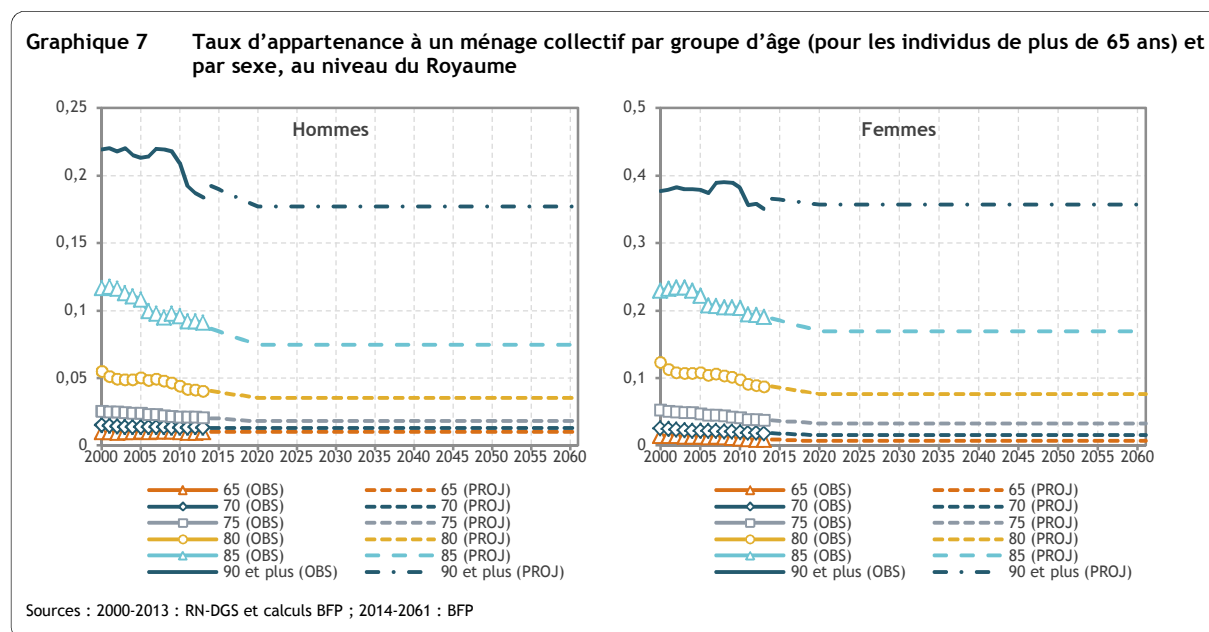 Graphique 7 Taux d’appartenance à un ménage collectif par groupe d’âge (pour les individus de plus de 65 ans) et
par sexe, au niveau du Royaume
Hommes
0,25
0,2
0,15
0,1
0,05
0
2000 2005 2010 2015 2020 2025 2030 2035 2040 2045 2050 2055 2060
65 (OBS) 65 (PROJ)
70 (OBS) 70 (PROJ)
75 (OBS) 75 (PROJ)
80 (OBS) 80 (PROJ)
85 (OBS) 85 (PROJ)
90 et plus (OBS) 90 et plus (PROJ)
Femmes
0,5
0,4
0,3
0,2
0,1
0
2000 2005 2010 2015 2020 2025 2030 2035 2040 2045 2050 2055 2060
65 (OBS) 65 (PROJ)
70 (OBS) 70 (PROJ)
75 (OBS) 75 (PROJ)
80 (OBS) 80 (PROJ)
85 (OBS) 85 (PROJ)
90 et plus (OBS) 90 et plus (PROJ)
Sources : 2000-2013 : RN-DGS et calculs BFP ; 2014-2061 : BFP